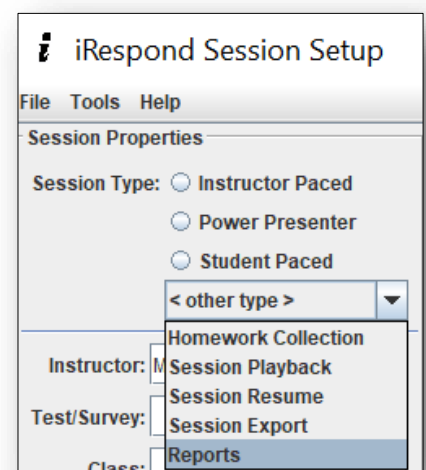 i iRespond Session Setup
File Tools Help
Session Properties
Session Type: Instructor Paced
Power Presenter
Student Paced
< other type >
Homework Collection
Instructor: M Session Playback
Session Resume
Test/Survey: Session Export
Reports
Class: